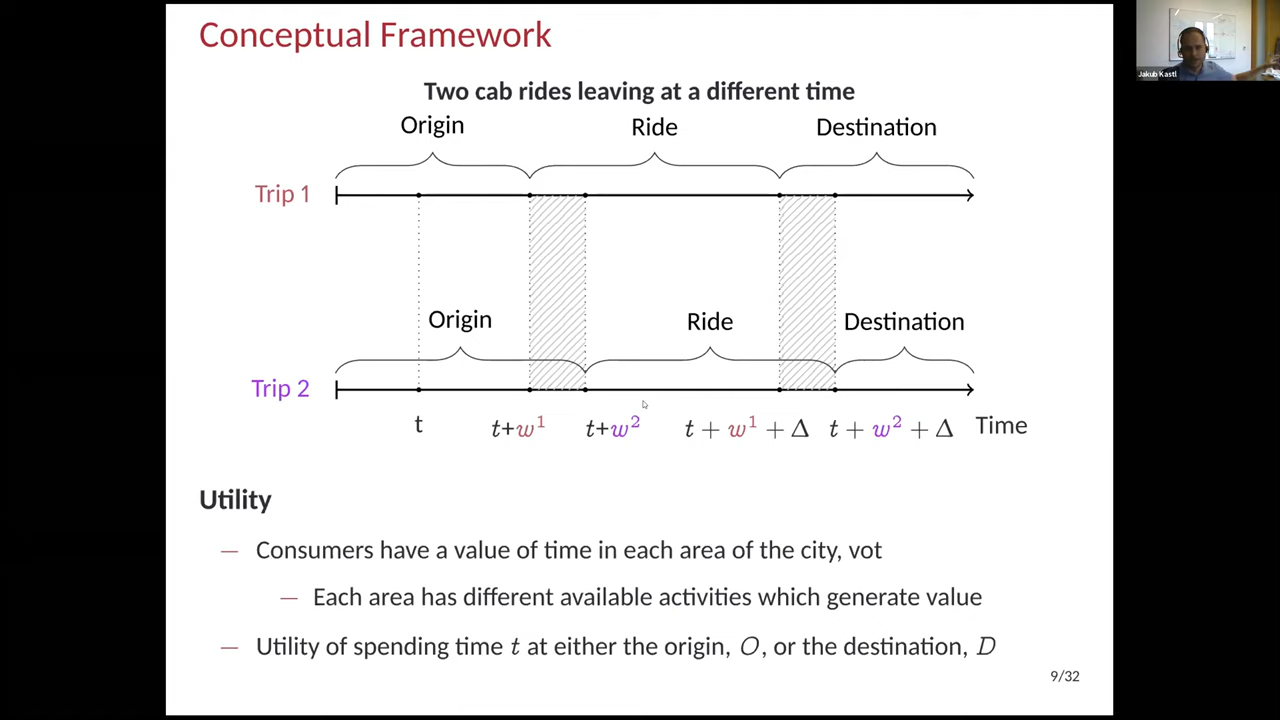 Conceptual Framework
Jakub Kastl
Two cab rides leaving at a different time
Origin Ride Destination
Trip 1
Origin Ride Destination
Trip 2
t t+w¹ t+w² t + w¹ + Δ t + w² + Δ Time
Utility
— Consumers have a value of time in each area of the city, vot
— Each area has different available activities which generate value
— Utility of spending time t at either the origin, O, or the destination, D
9/32